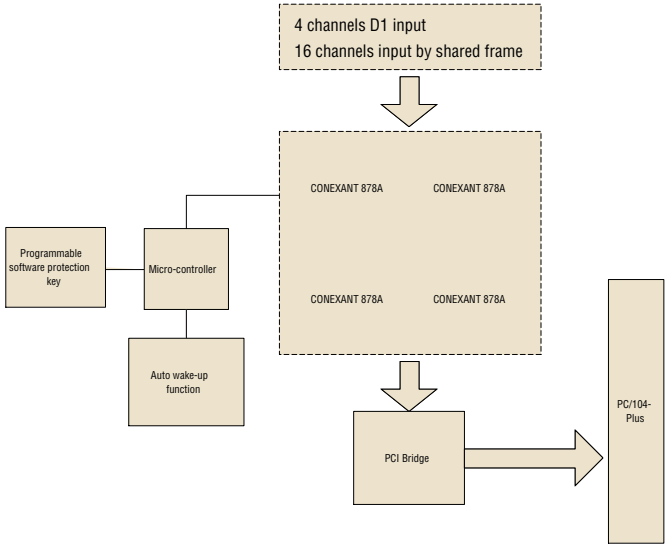 4 channels D1 input
16 channels input by shared frame
CONEXANT 878A CONEXANT 878A
Programmable
software protection
key
Micro-controller
CONEXANT 878A CONEXANT 878A
Auto wake-up
function
PC/104-
Plus
PCI Bridge